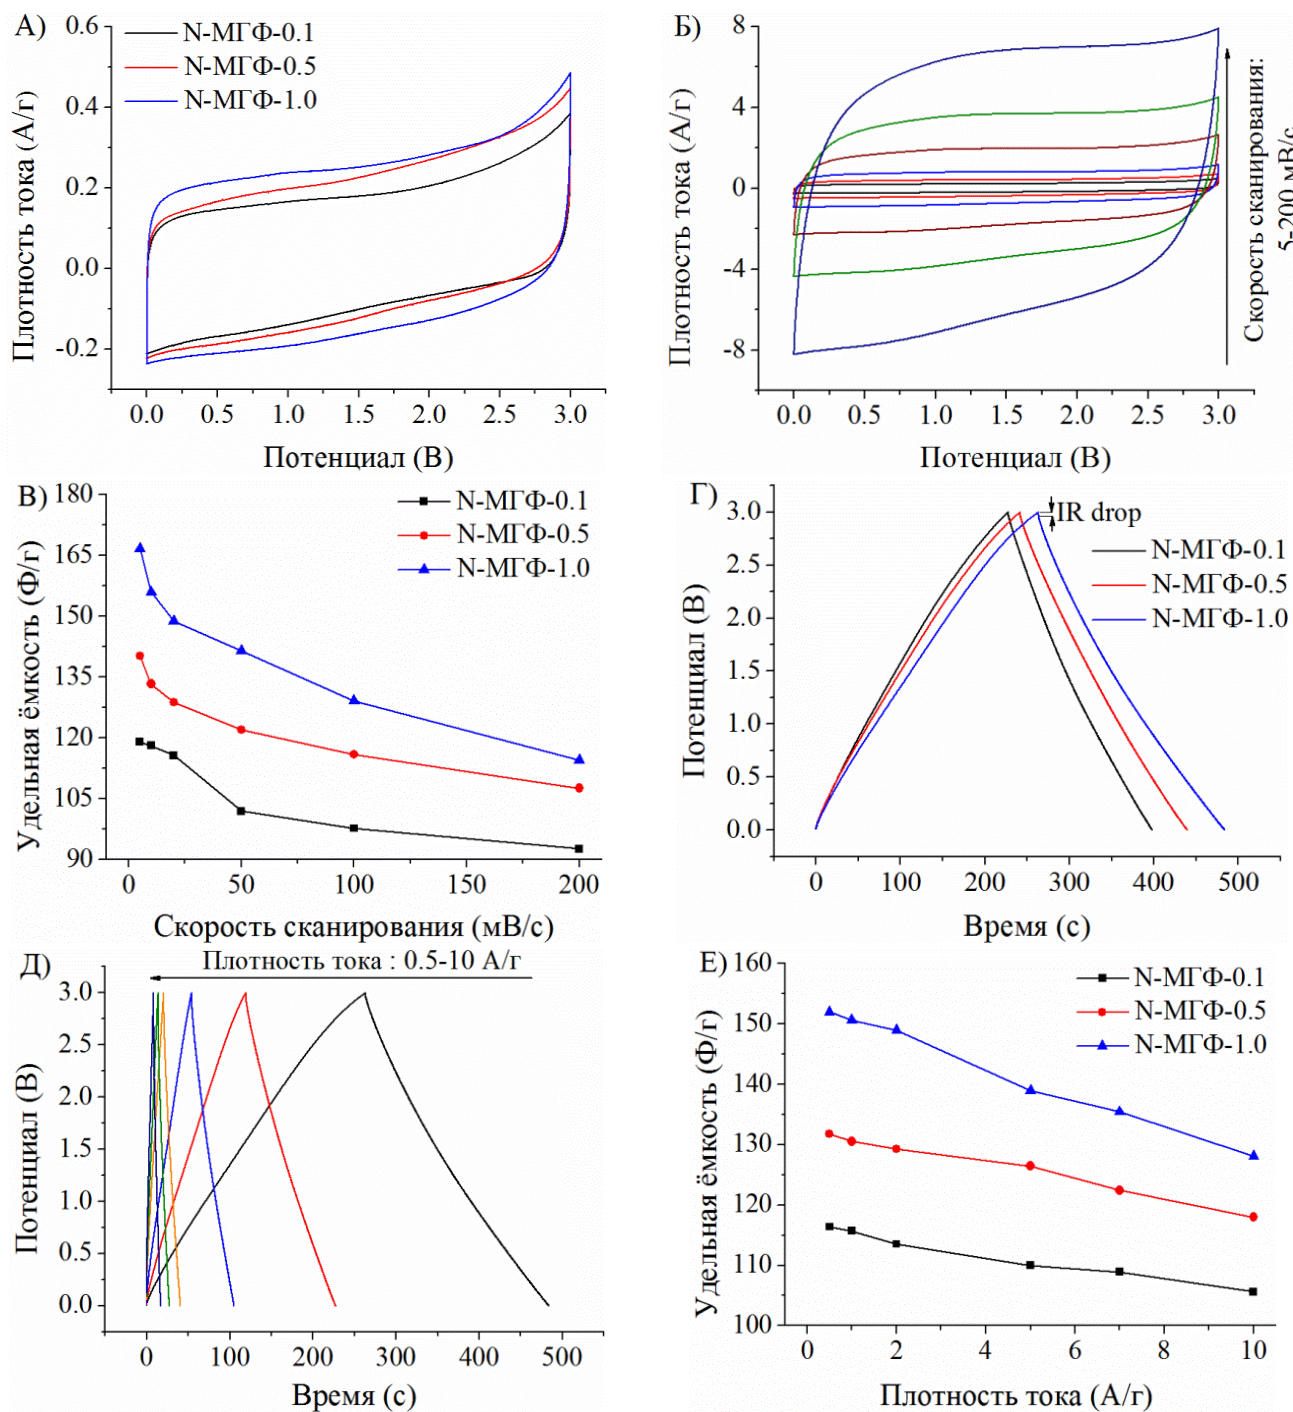 А)
N-МГФ-0.1
N-МГФ-0.5
N-МГФ-1.0
0.6
0.4
0.2
0.0
-0.2
Плотность тока (А/г)
0.0 0.5 1.0 1.5 2.0 2.5 3.0
Потенциал (В)
Б)
8
4
0
-4
-8
Плотность тока (А/г)
0.0 0.5 1.0 1.5 2.0 2.5 3.0
Потенциал (В)
Скорость сканирования:
5-200 мВ/с
В)
N-МГФ-0.1
N-МГФ-0.5
N-МГФ-1.0
180
165
150
135
120
105
90
Удельная ёмкость (Ф/г)
0 50 100 150 200
Скорость сканирования (мВ/с)
Г)
IR drop
N-МГФ-0.1
N-МГФ-0.5
N-МГФ-1.0
3.0
2.5
2.0
1.5
1.0
0.5
0.0
Потенциал (В)
0 100 200 300 400 500
Время (с)
Д)
Плотность тока : 0.5-10 А/г
3.0
2.5
2.0
1.5
1.0
0.5
0.0
Потенциал (В)
0 100 200 300 400 500
Время (с)
Е)
N-МГФ-0.1
N-МГФ-0.5
N-МГФ-1.0
160
150
140
130
120
110
100
Удельная ёмкость (Ф/г)
0 2 4 6 8 10
Плотность тока (А/г)